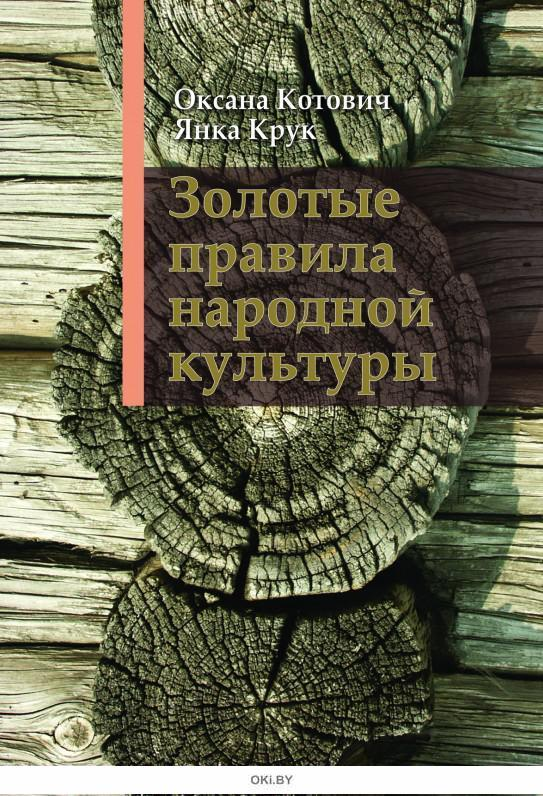 Оксана Котович
Янка Крук
Золотые
правила
народной
культуры
OKi.BY